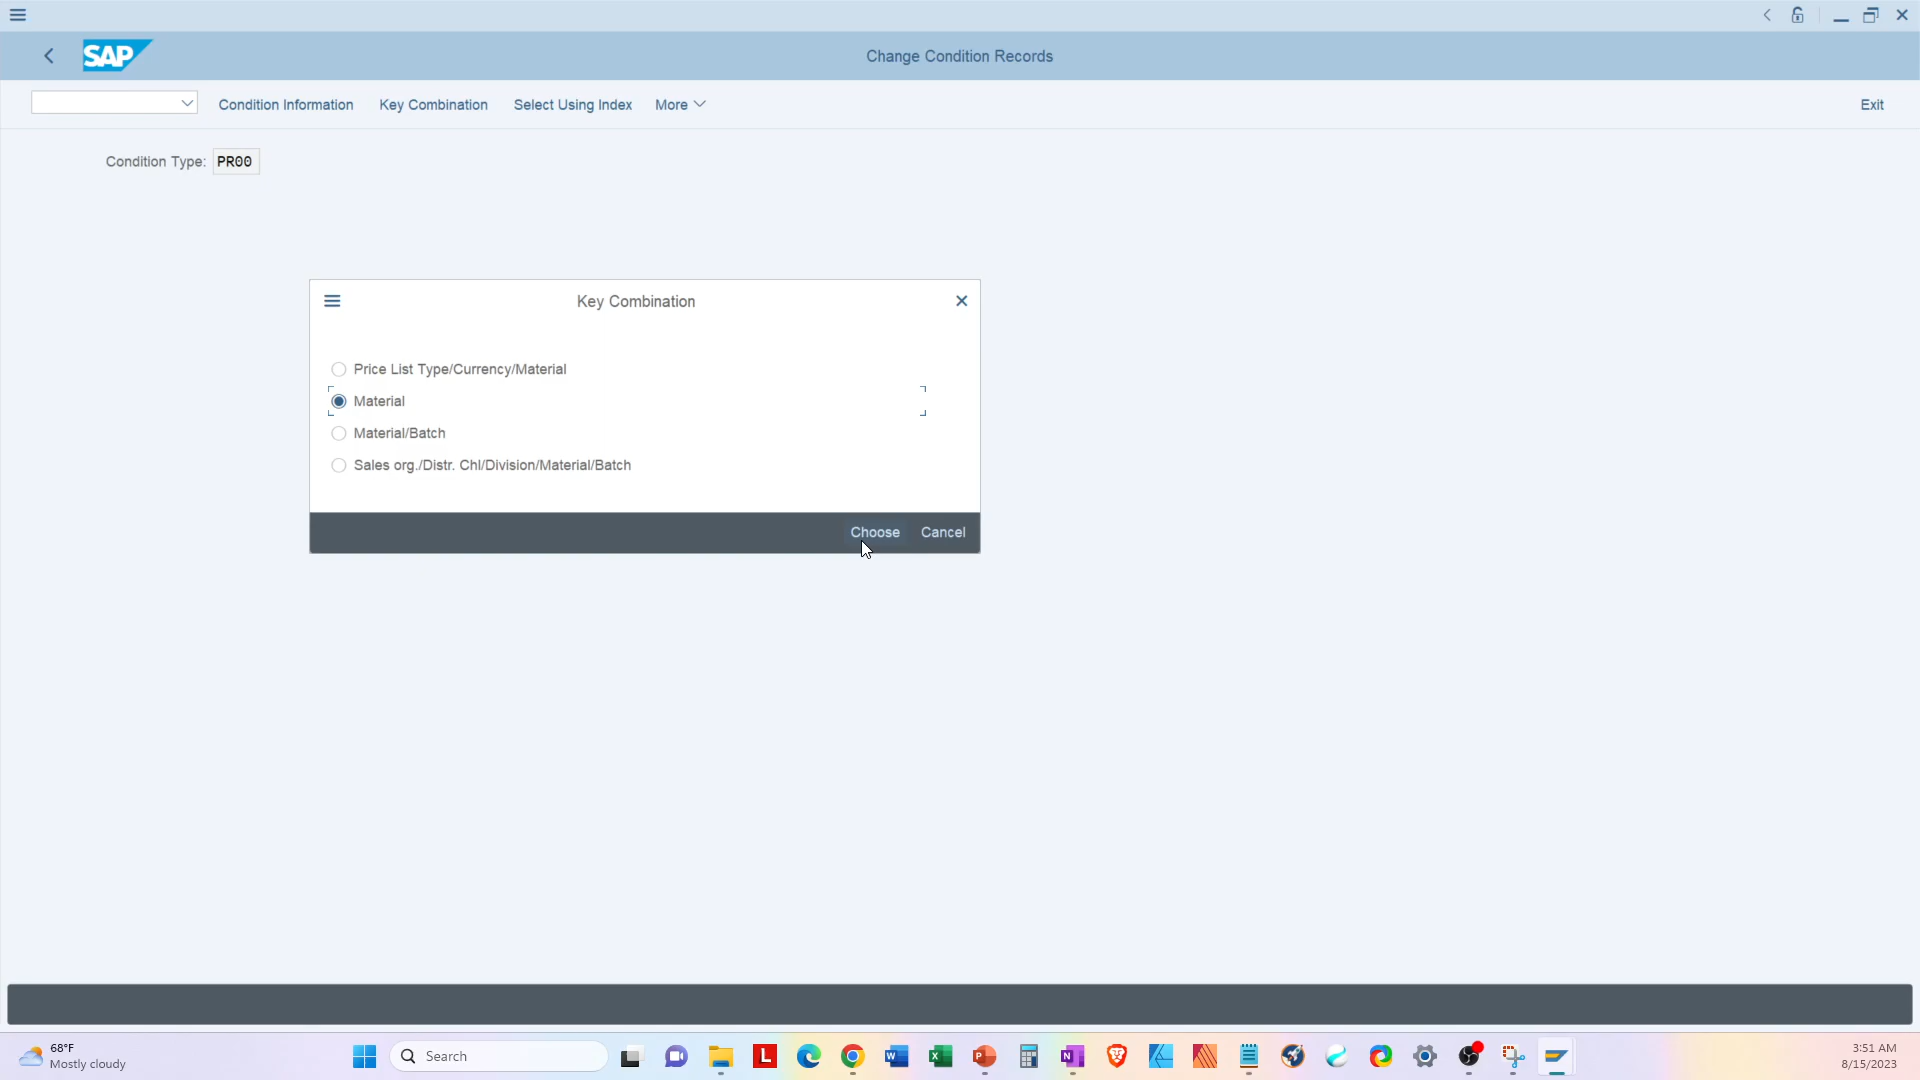 SAP
Change Condition Records
Condition Information
Key Combination
Select Using Index
More
Exit
Condition Type: PR00
Key Combination
Price List Type/Currency/Material
Material
Material/Batch
Sales org./Distr. Chl/Division/Material/Batch
Choose
Cancel
68°F
Mostly cloudy
Search
L
W
X
P
N
3:51 AM
8/15/2023